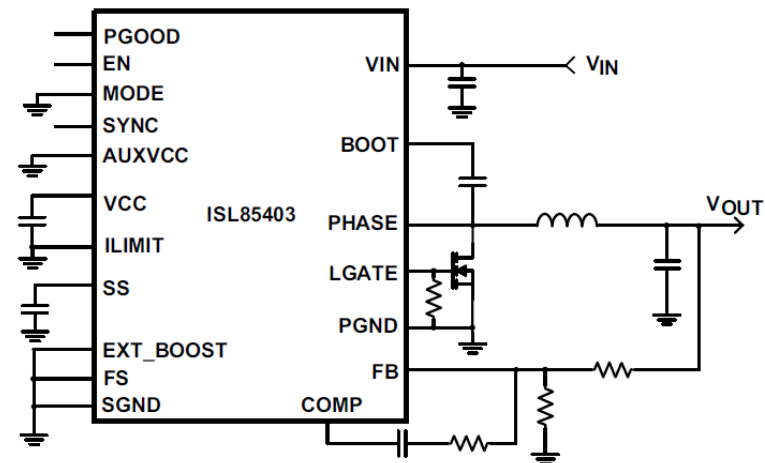 PGOOD
EN
MODE
SYNC
AUXVCC
VCC
ILIMIT
SS
EXT_BOOST
FS
SGND
ISL85403
COMP
VIN
BOOT
PHASE
LGATE
PGND
FB
VIN
VOUT